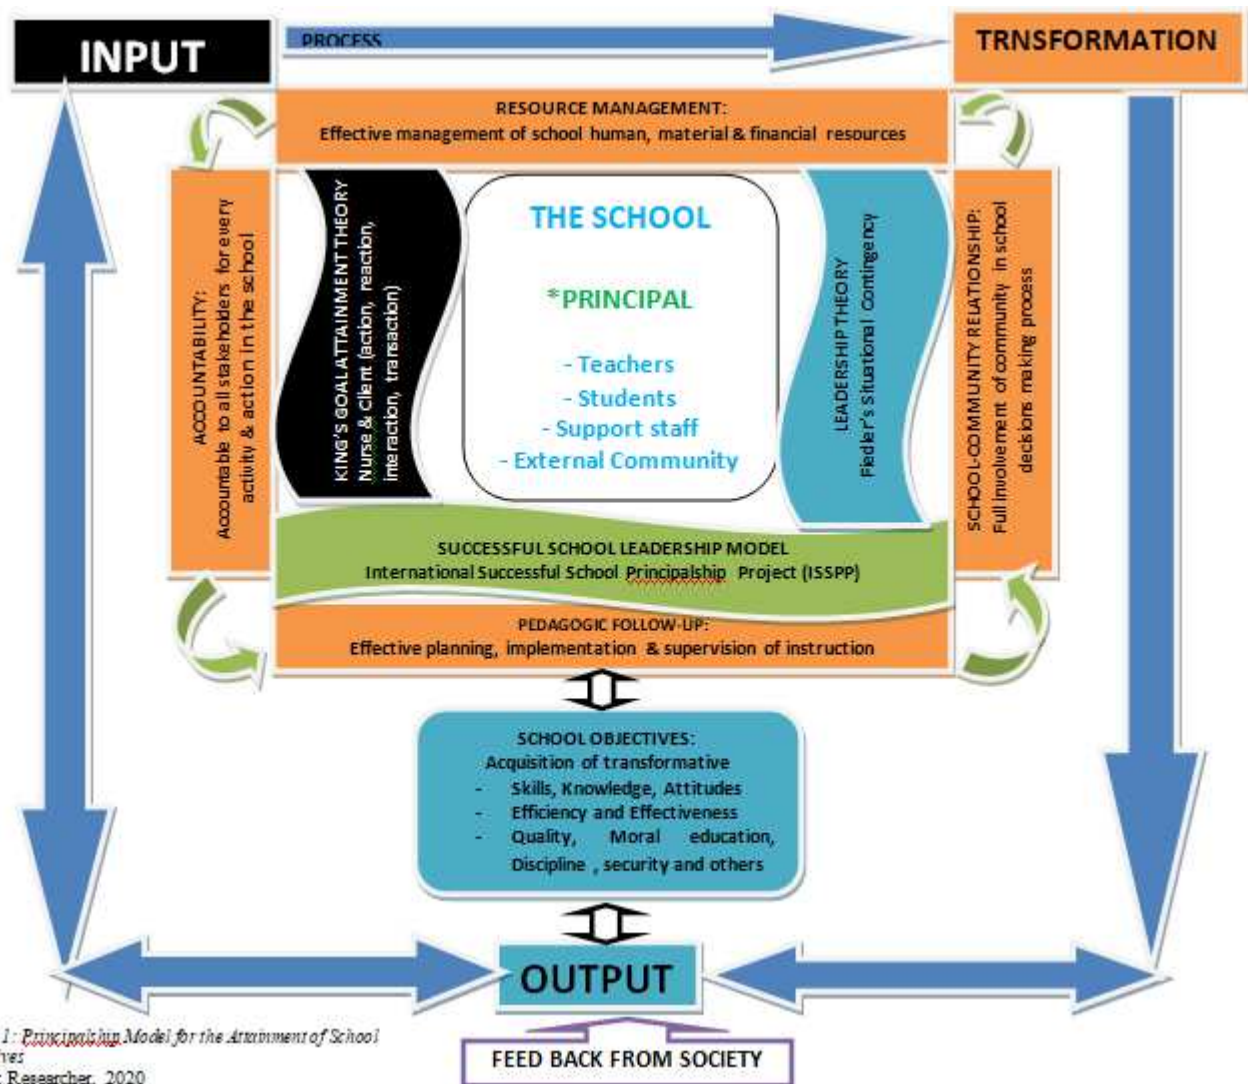 INPUT
PROCESS
TRNSFORMATION
RESOURCE MANAGEMENT:
Effective management of school human, material & financial resources
ACCOUNTABILITY:
Accountable to all stakeholders for every
activity & action in the school
KING'S GOAL ATTAINMENT THEORY
Nurse & Client (action, reaction,
interaction, transaction)
THE SCHOOL
*PRINCIPAL
- Teachers
- Students
- Support staff
- External Community
LEADERSHIP THEORY
Fiedler's Situational Contingency
SCHOOL-COMMUNITY RELATIONSHIP:
Full Involvement of community in school
decisions making process
SUCCESSFUL SCHOOL LEADERSHIP MODEL
International Successful School Principalship Project (ISSPP)
PEDAGOGIC FOLLOW-UP:
Effective planning, implementation & supervision of instruction
SCHOOL OBJECTIVES:
Acquisition of transformative
- Skills, Knowledge, Attitudes
- Efficiency and Effectiveness
- Quality, Moral education,
Discipline , security and others
OUTPUT
FEED BACK FROM SOCIETY
1: Principalship Model for the Attainment of School
ves
: Researcher, 2020